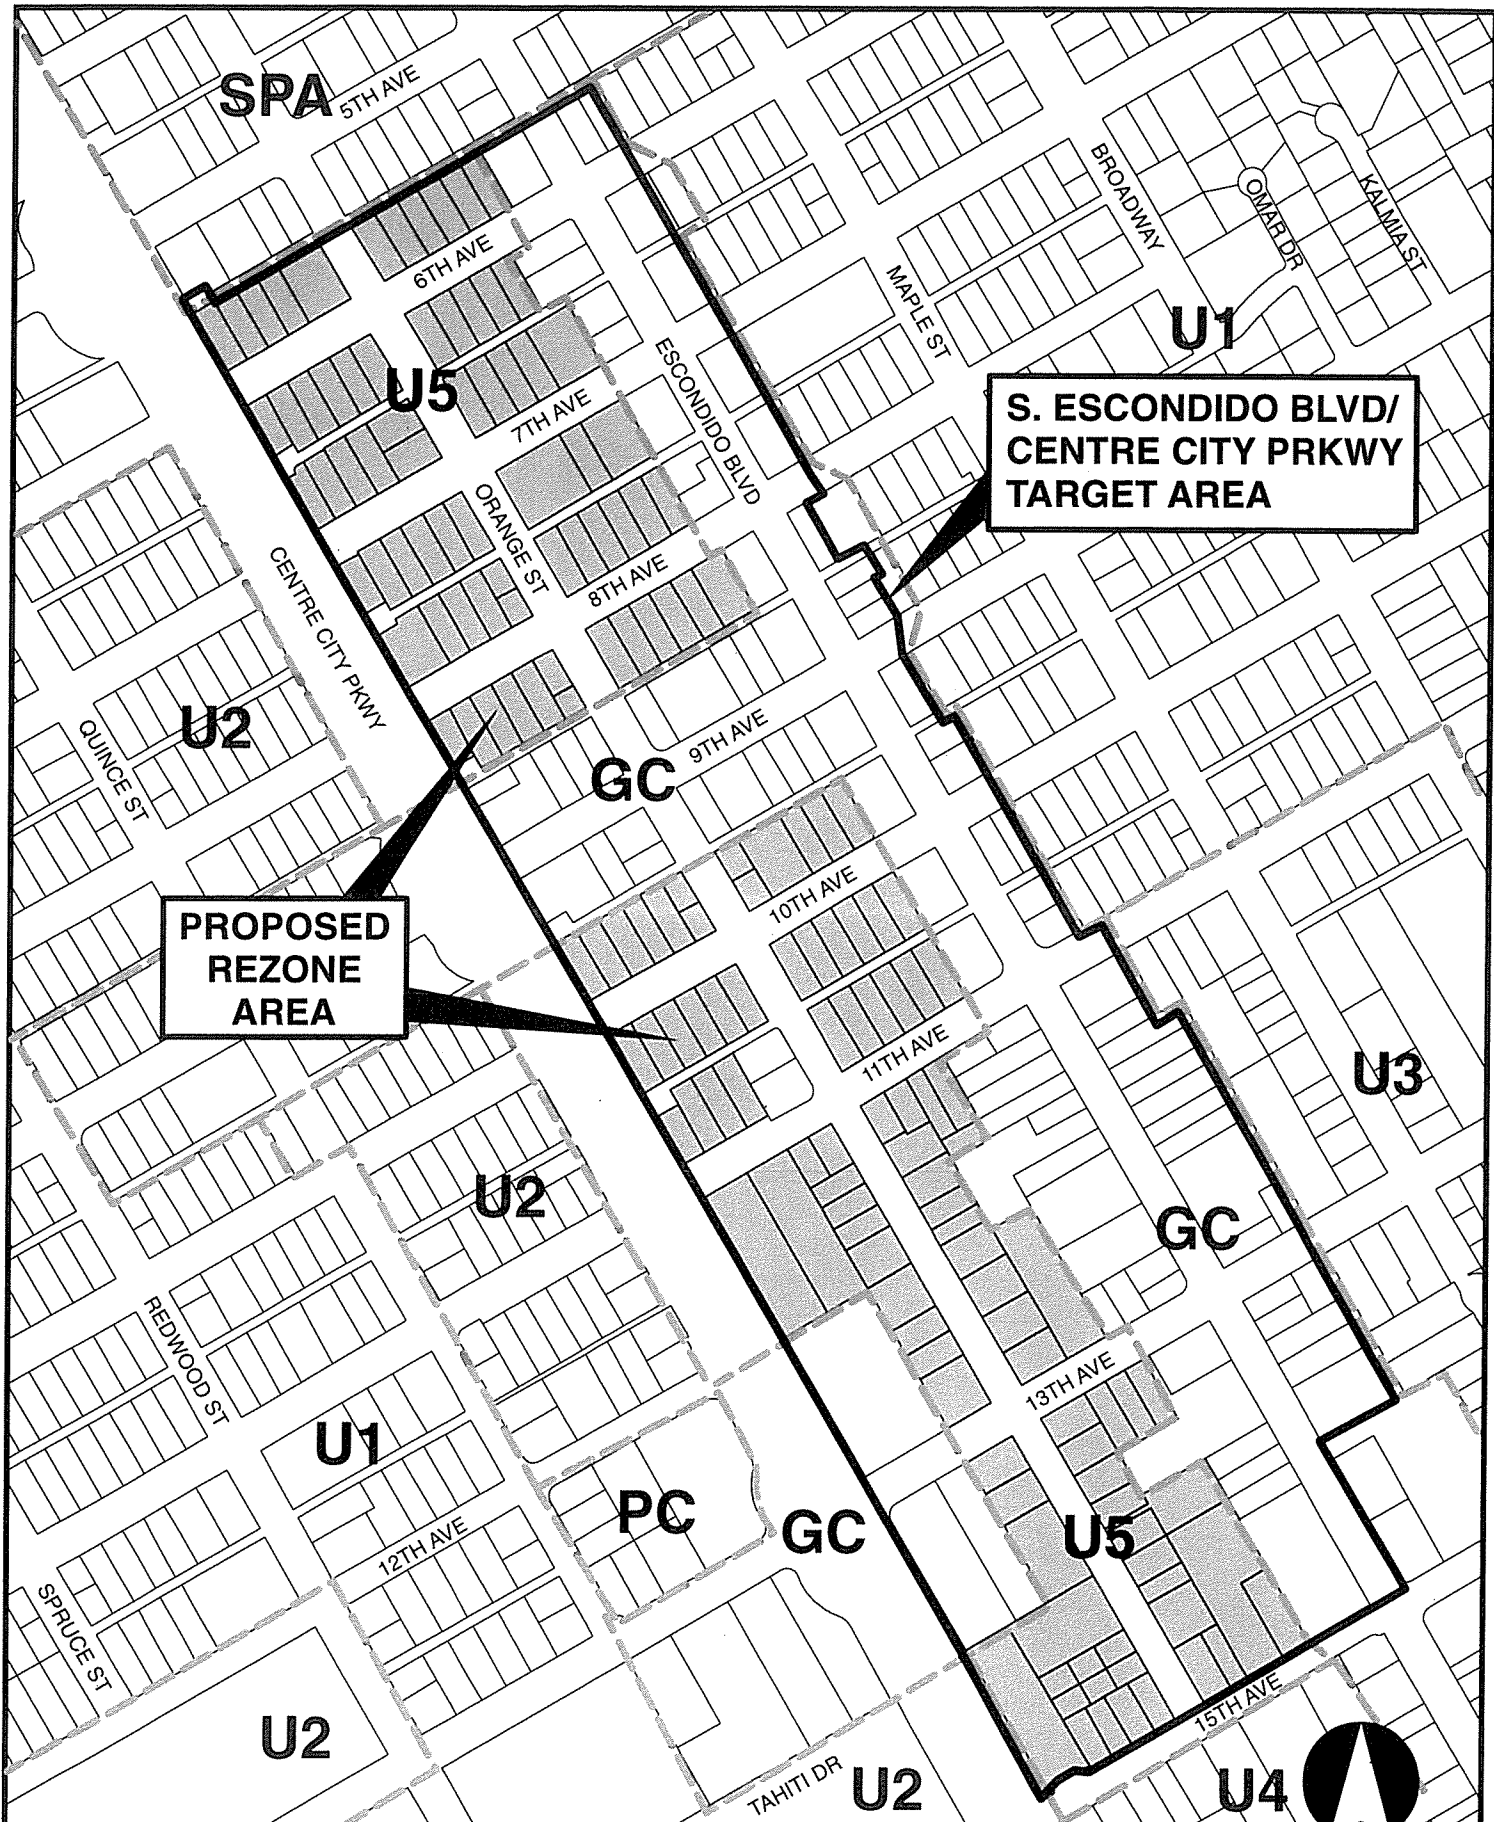 SPA
5TH AVE
BROADWAY
OMAR DR
KALMIA ST
6TH AVE
MAPLE ST
U1
U5
ESCONDIDO BLVD
7TH AVE
S. ESCONDIDO BLVD/
CENTRE CITY PRKWY
TARGET AREA
ORANGE ST
8TH AVE
CENTRE CITY PKWY
QUINCE ST
U2
9TH AVE
GC
10TH AVE
PROPOSED
REZONE
AREA
11TH AVE
U3
U2
GC
REDWOOD ST
13TH AVE
U1
PC
GC
U5
12TH AVE
SPRUCE ST
15TH AVE
U2
TAHITI DR
U2
U4